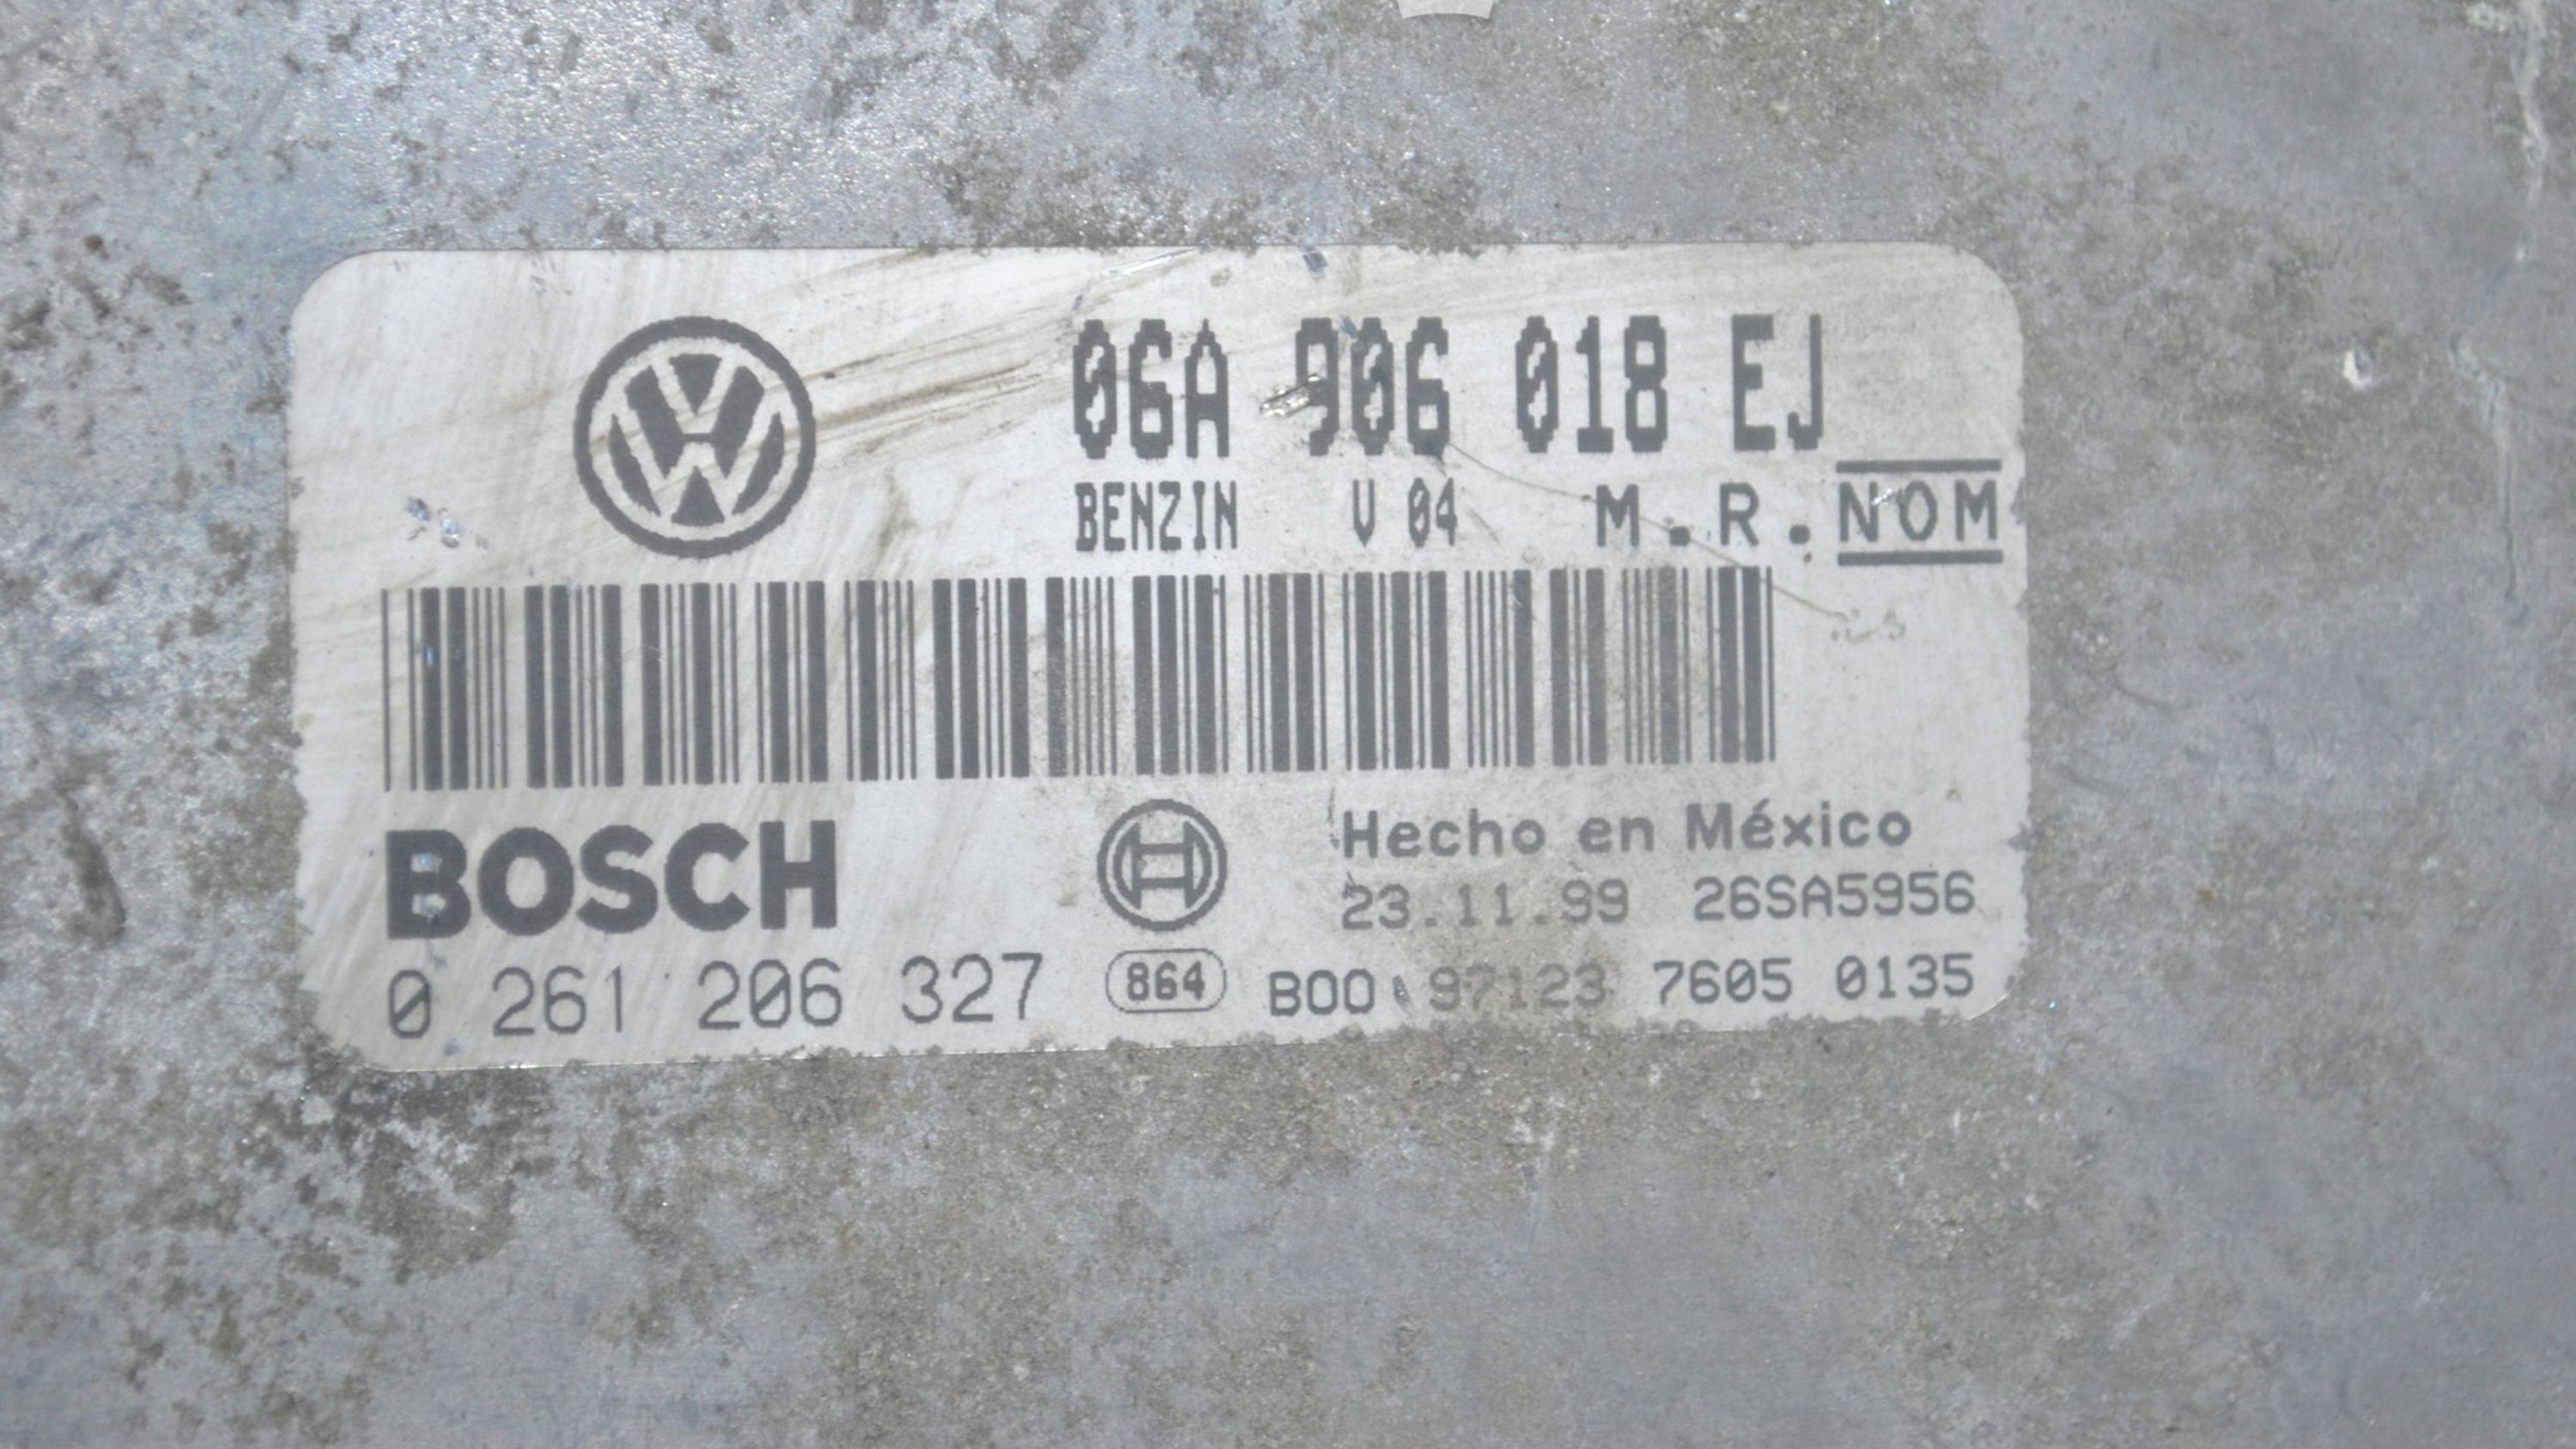 06A 906 018 EJ
BENZIN V 04 M.R.NOM
BOSCH
Hecho en México
23.11.99 26SA5956
0 261 206 327 864 B00 97123 7605 0135